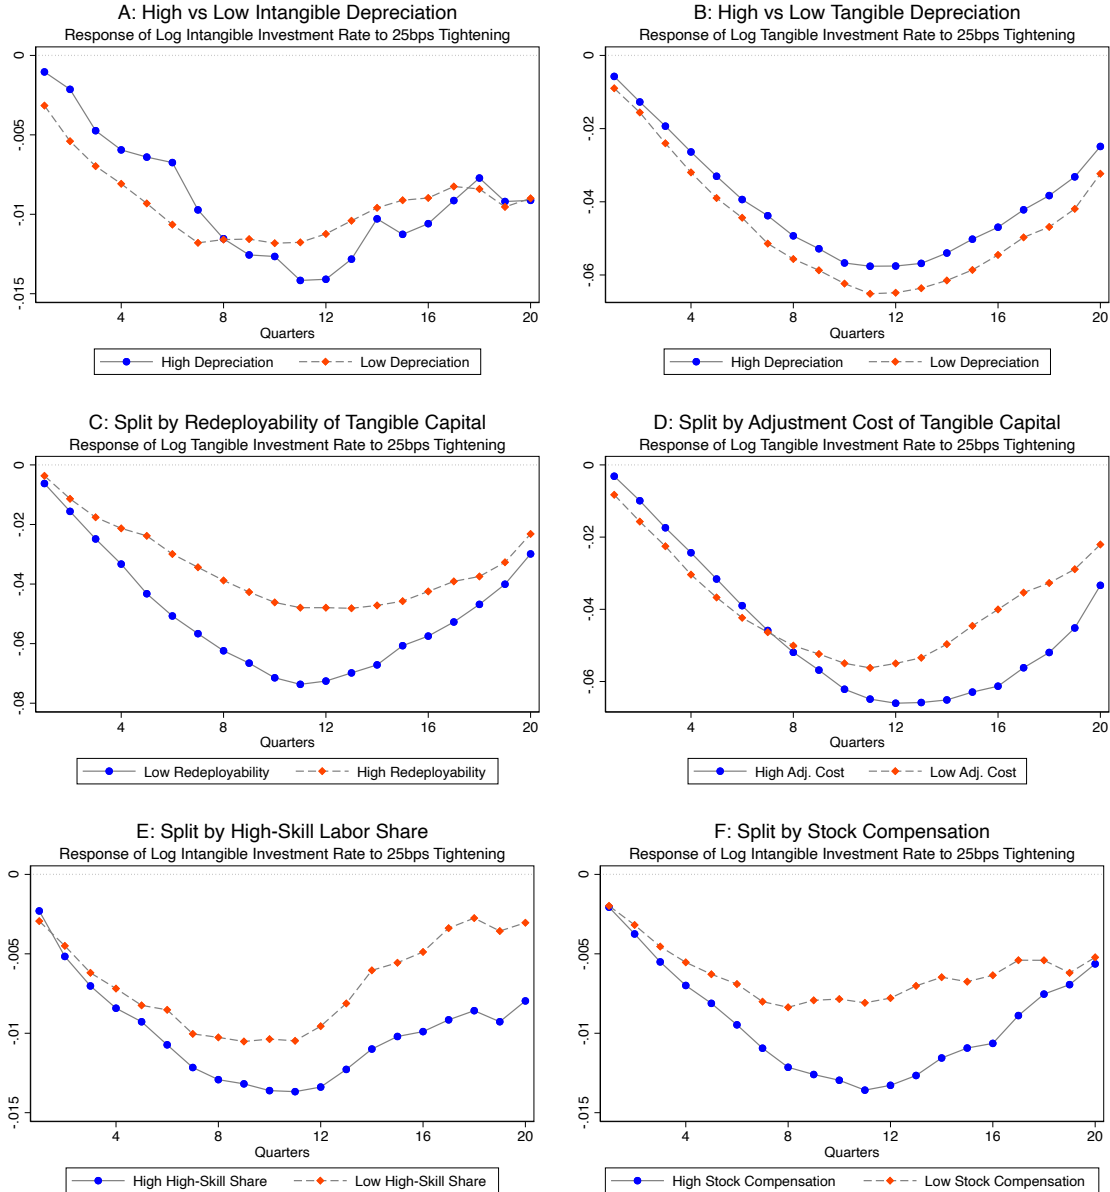 A: High vs Low Intangible Depreciation
Response of Log Intangible Investment Rate to 25bps Tightening
0
-.005
-.01
-.015
4 8 12 16 20
Quarters
High Depreciation Low Depreciation
B: High vs Low Tangible Depreciation
Response of Log Tangible Investment Rate to 25bps Tightening
0
-.02
-.04
-.06
4 8 12 16 20
Quarters
High Depreciation Low Depreciation
C: Split by Redeployability of Tangible Capital
Response of Log Tangible Investment Rate to 25bps Tightening
0
-.02
-.04
-.06
-.08
4 8 12 16 20
Quarters
Low Redeployability High Redeployability
D: Split by Adjustment Cost of Tangible Capital
Response of Log Tangible Investment Rate to 25bps Tightening
0
-.02
-.04
-.06
4 8 12 16 20
Quarters
High Adj. Cost Low Adj. Cost
E: Split by High-Skill Labor Share
Response of Log Intangible Investment Rate to 25bps Tightening
0
-.005
-.01
-.015
4 8 12 16 20
Quarters
High High-Skill Share Low High-Skill Share
F: Split by Stock Compensation
Response of Log Intangible Investment Rate to 25bps Tightening
0
-.005
-.01
-.015
4 8 12 16 20
Quarters
High Stock Compensation Low Stock Compensation